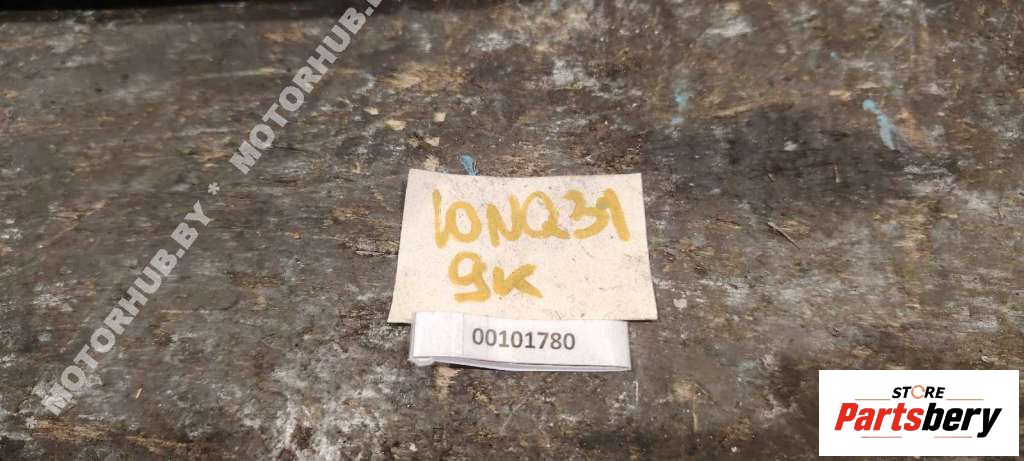 MOTORHUB.BY * MOTORHUB.BY
10NQ31
9K
00101780
STORE
Partsbery